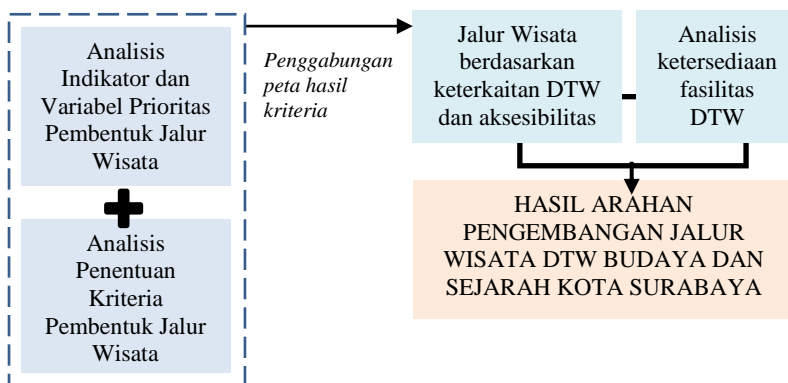 Analisis
Indikator dan
Variabel Prioritas
Pembentuk Jalur
Wisata
Analisis
Penentuan
Kriteria
Pembentuk Jalur
Wisata
Penggabungan
peta hasil
kriteria
Jalur Wisata
berdasarkan
keterkaitan DTW
dan aksesibilitas
Analisis
ketersediaan
fasilitas
DTW
HASIL ARAHAN
PENGEMBANGAN JALUR
WISATA DTW BUDAYA DAN
SEJARAH KOTA SURABAYA